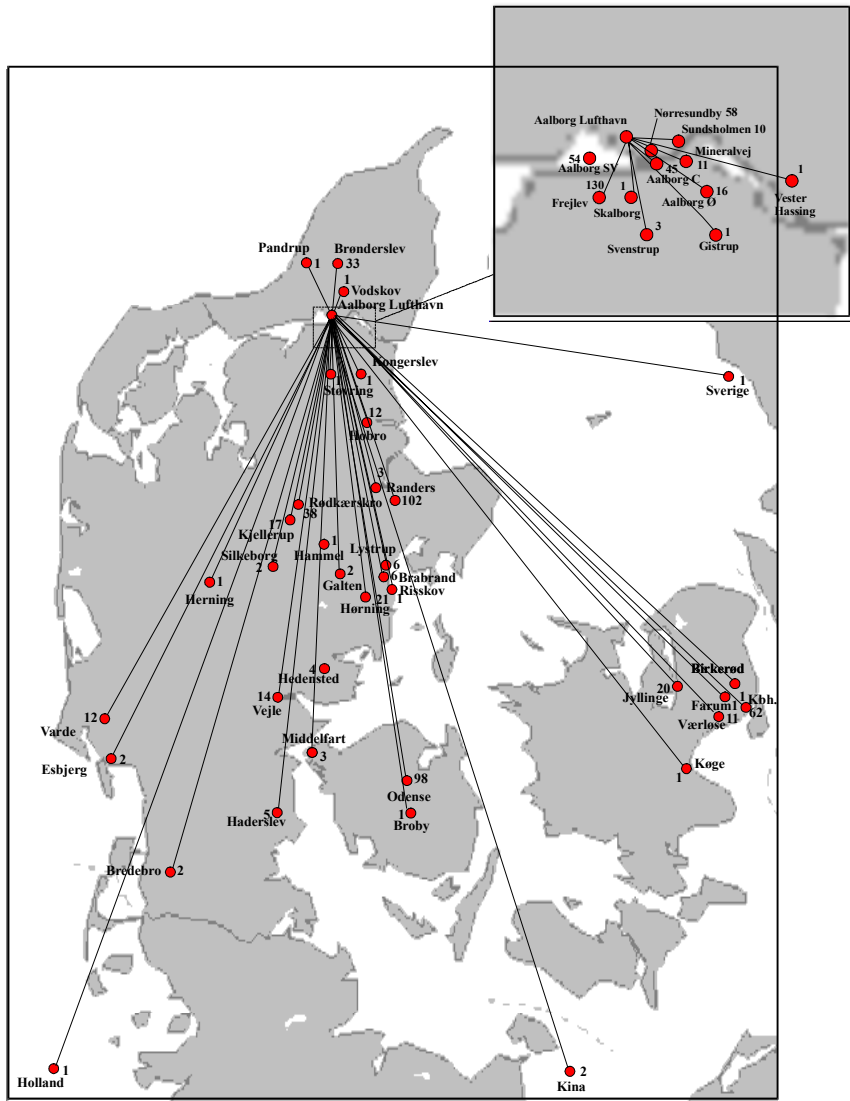 Nørresundby 58
Aalborg Lufthavn
Sundsholmen 10
Mineralvej
11
54
Aalborg SV
45
Aalborg C
1
Vester
Hassing
130
Frejlev
1
Skalborg
16
Aalborg Ø
3
Svenstrup
1
Gistrup
Pandrup
1
Brønderslev
33
1
Vodskov
Aalborg Lufthavn
Kongerslev
1
1
Støvring
1
Sverige
12
Hobro
3
Randers
102
Rødkærskro
38
17
Kjellerup
1
Hammel
Silkeborg
2
Lystrup
6
6
Brabrand
Risskov
1
2
Galten
21
Hørning
1
Herning
4
Hedensted
14
Vejle
Birkerød
20
Jyllinge
1
Kbh.
62
Farum
1
11
Værløse
12
Varde
2
Esbjerg
Middelfart
3
Køge
1
98
Odense
1
Broby
5
Haderslev
Bredebro
2
1
Holland
2
Kina